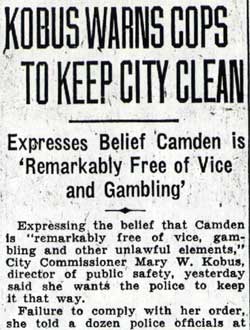 KOBUS WARNS COPS
TO KEEP CITY CLEAN
Expresses Belief Camden is
'Remarkably Free of Vice
and Gambling'
Expressing the belief that Camden
is "remarkably free of vice, gam-
bling and other unlawful elements,"
City Commissioner Mary W. Kobus,
director of public safety, yesterday
said she wants the police to keep
it that way.
Failure to comply with her order,
she told a dozen police officials at